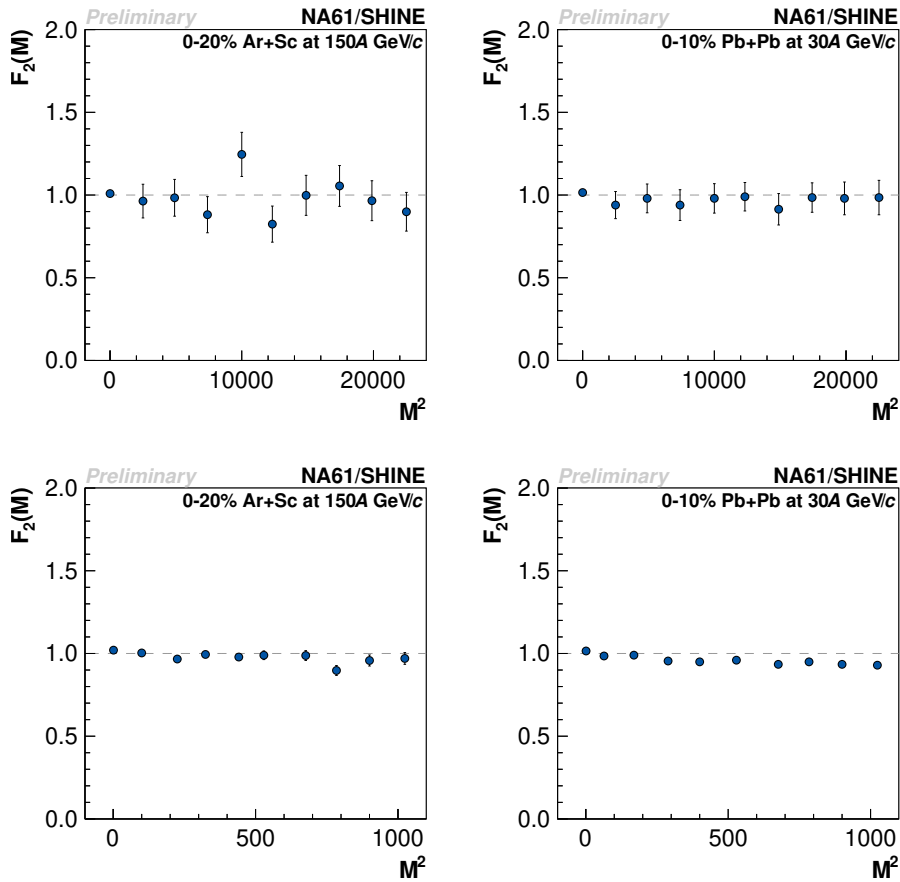 Preliminary NA61/SHINE
0-20% Ar+Sc at 150A GeV/c
F2(M)
2.0
1.5
1.0
0.5
0.0
0 10000 20000
M²
Preliminary NA61/SHINE
0-10% Pb+Pb at 30A GeV/c
F2(M)
2.0
1.5
1.0
0.5
0.0
0 10000 20000
M²
Preliminary NA61/SHINE
0-20% Ar+Sc at 150A GeV/c
F2(M)
2.0
1.5
1.0
0.5
0.0
0 500 1000
M²
Preliminary NA61/SHINE
0-10% Pb+Pb at 30A GeV/c
F2(M)
2.0
1.5
1.0
0.5
0.0
0 500 1000
M²